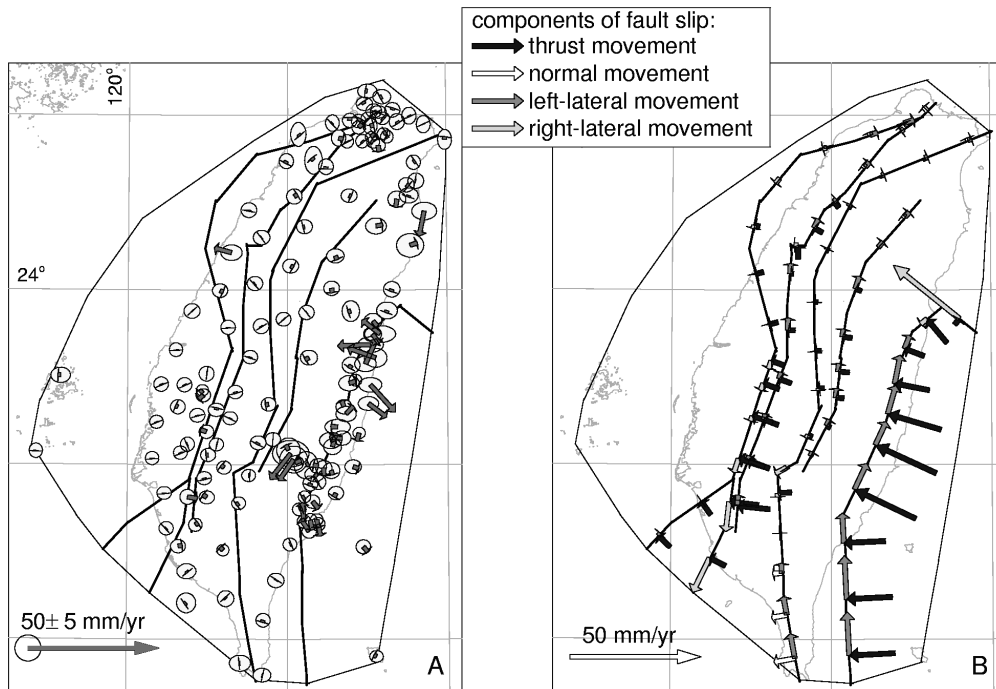 components of fault slip:
thrust movement
normal movement
left-lateral movement
right-lateral movement
120°
24°
50± 5 mm/yr
A
50 mm/yr
B